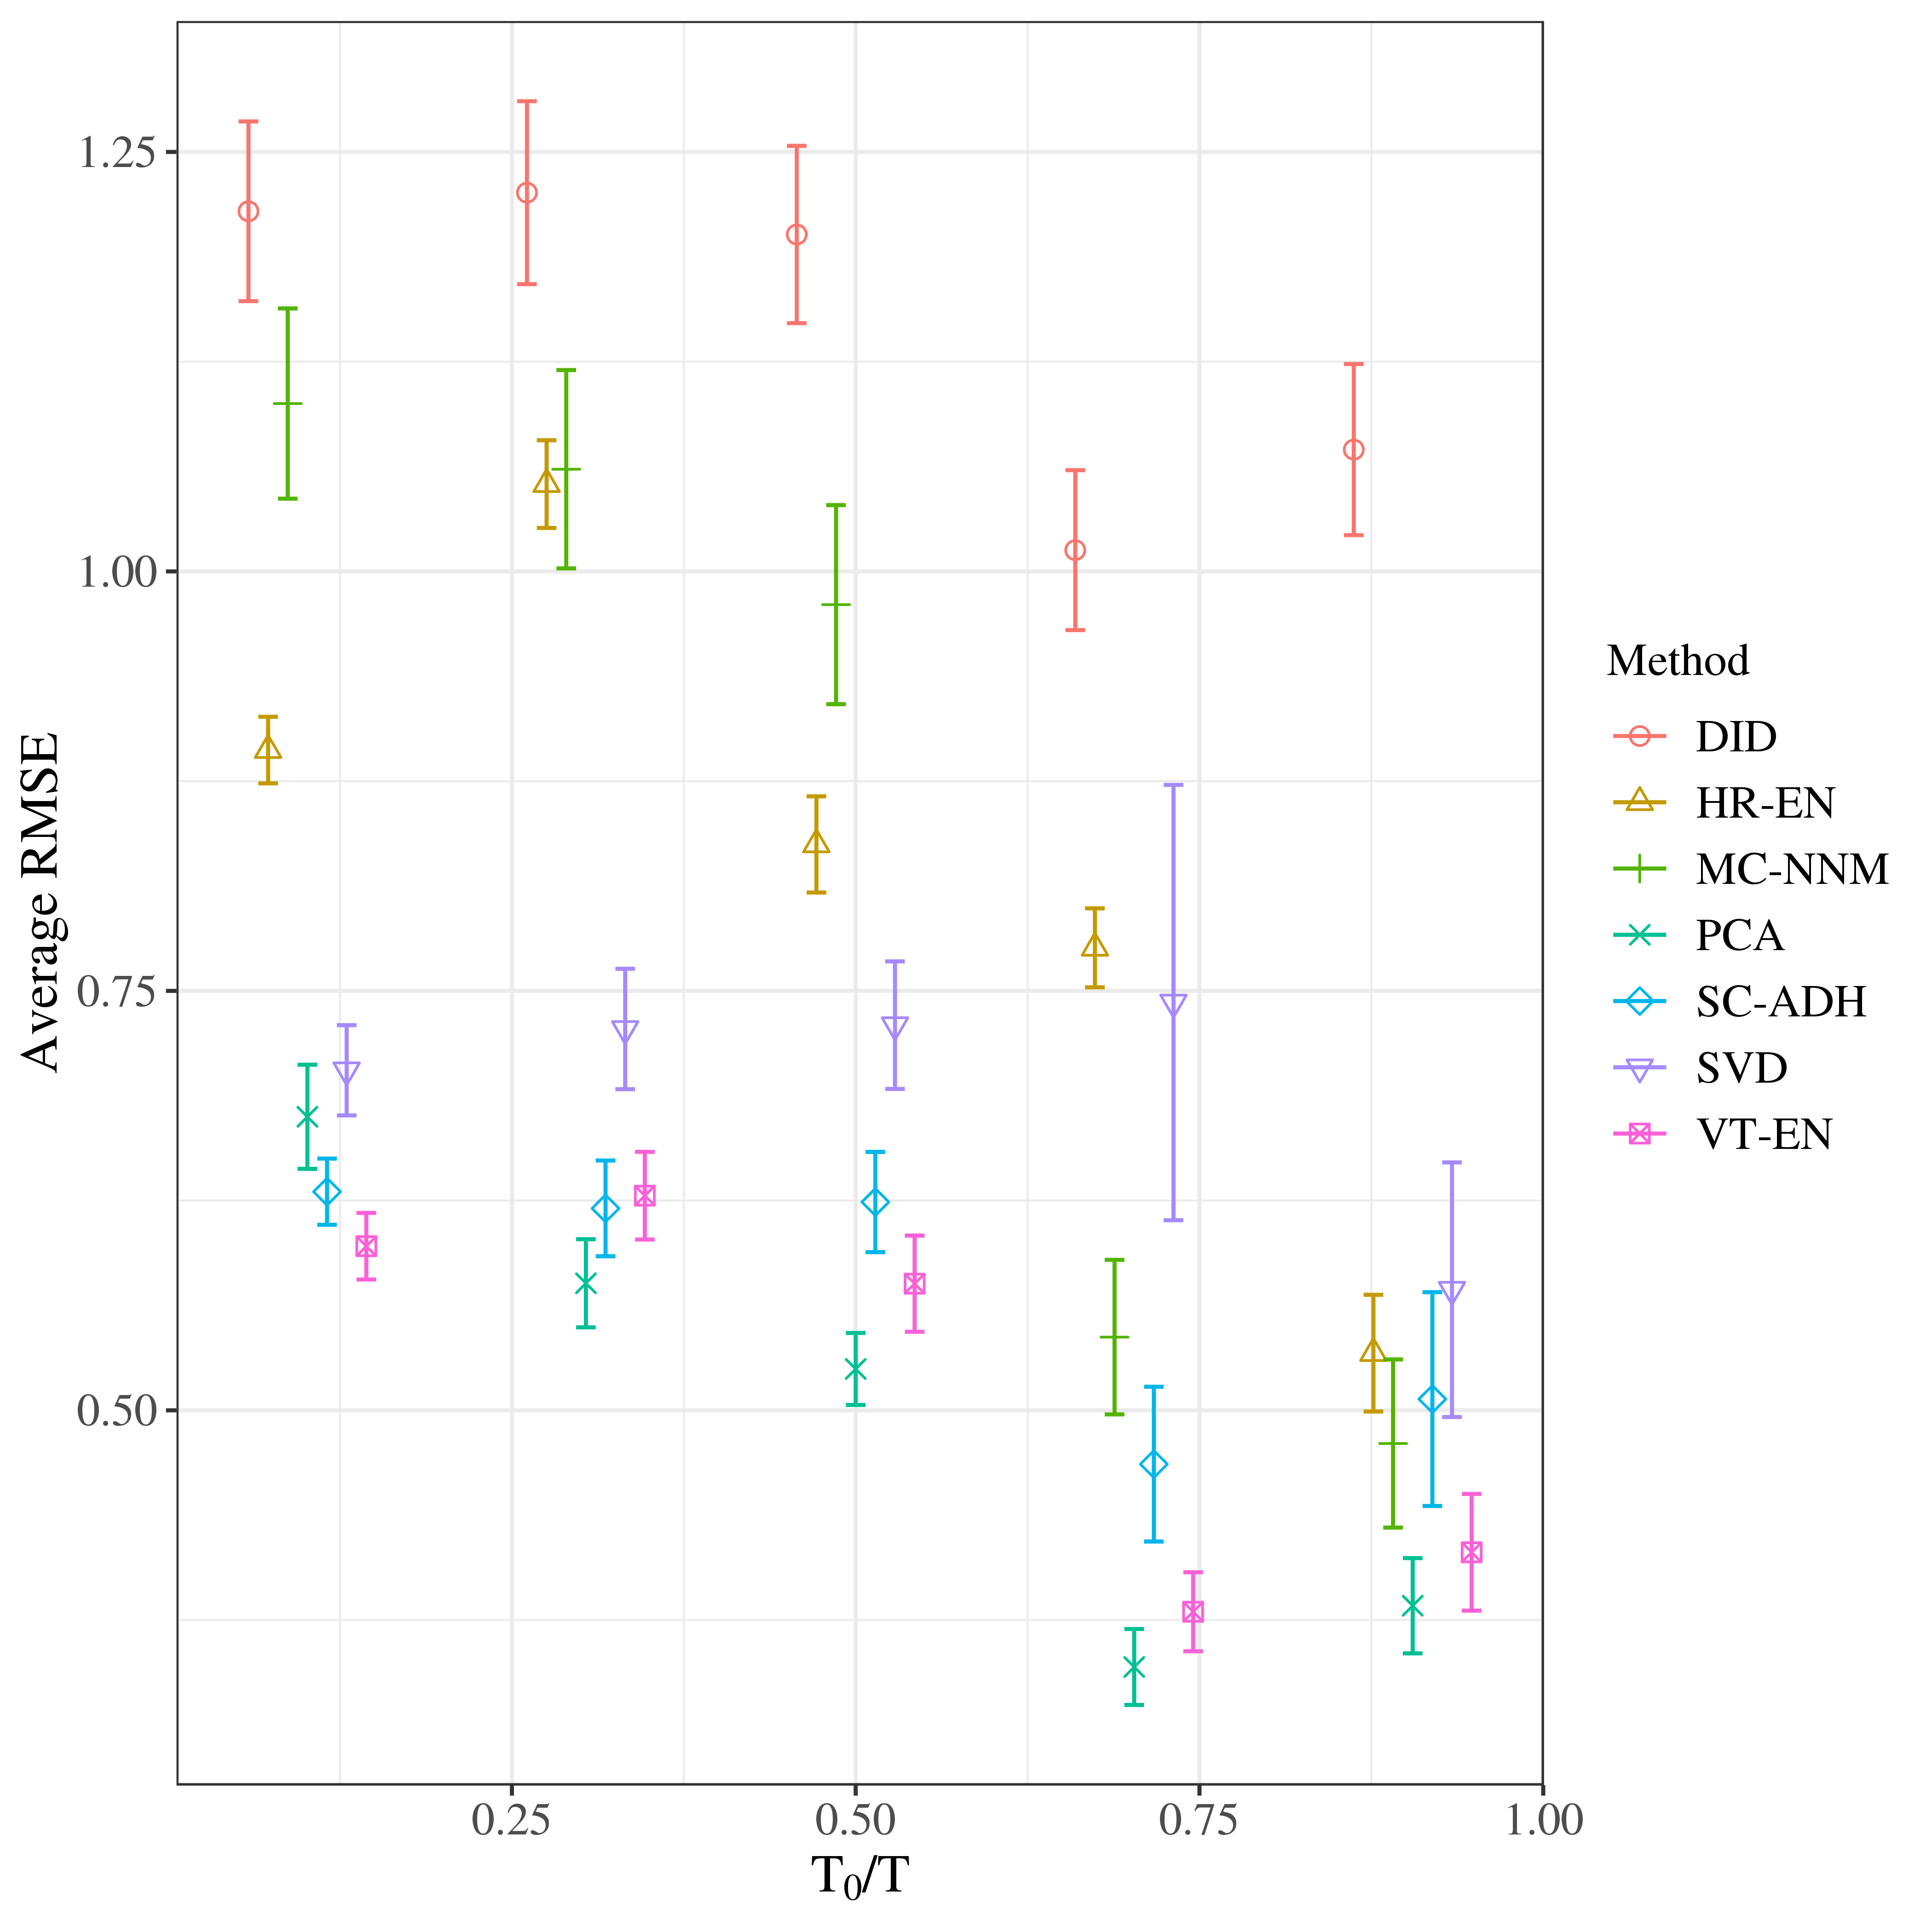 1.25
1.00
0.75
0.50
Average RMSE
0.25
0.50
0.75
1.00
T₀/T
Method
DID
HR-EN
MC-NNM
PCA
SC-ADH
SVD
VT-EN